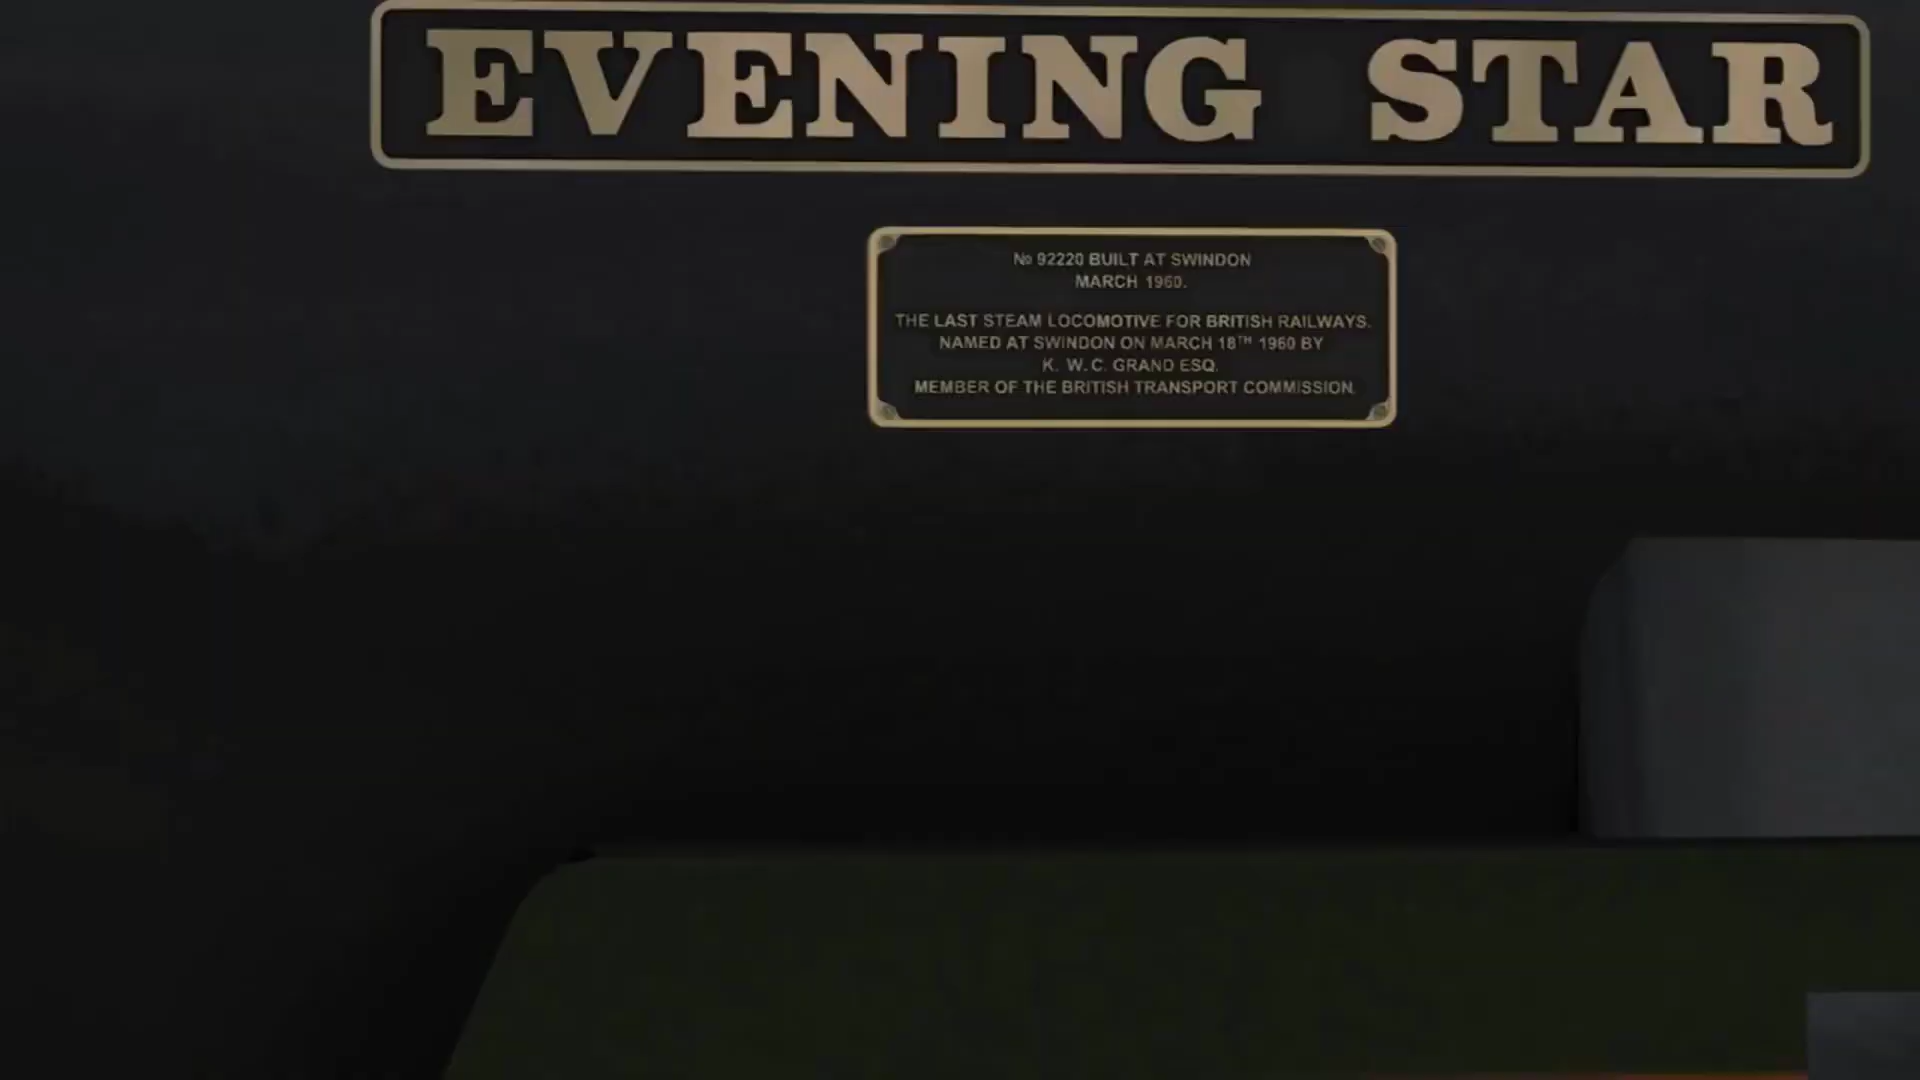 EVENING STAR
№ 92220 BUILT AT SWINDON
MARCH 1960.
THE LAST STEAM LOCOMOTIVE FOR BRITISH RAILWAYS.
NAMED AT SWINDON ON MARCH 18TH 1960 BY
K. W. C. GRAND ESQ.
MEMBER OF THE BRITISH TRANSPORT COMMISSION.